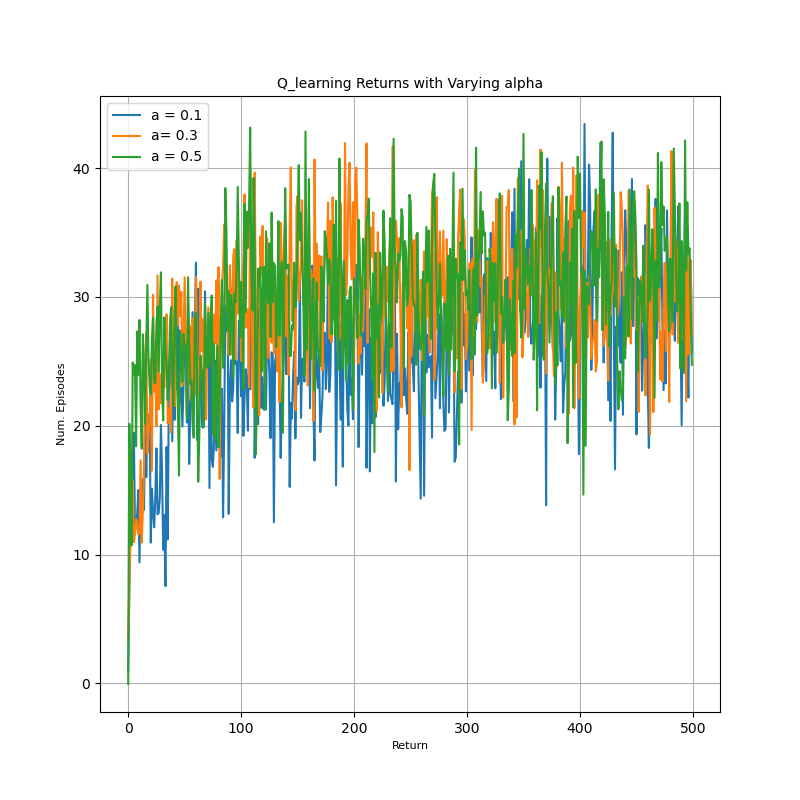 Q_learning Returns with Varying alpha
a = 0.1
a= 0.3
a = 0.5
Num. Episodes
40
30
20
10
0
0 100 200 300 400 500
Return